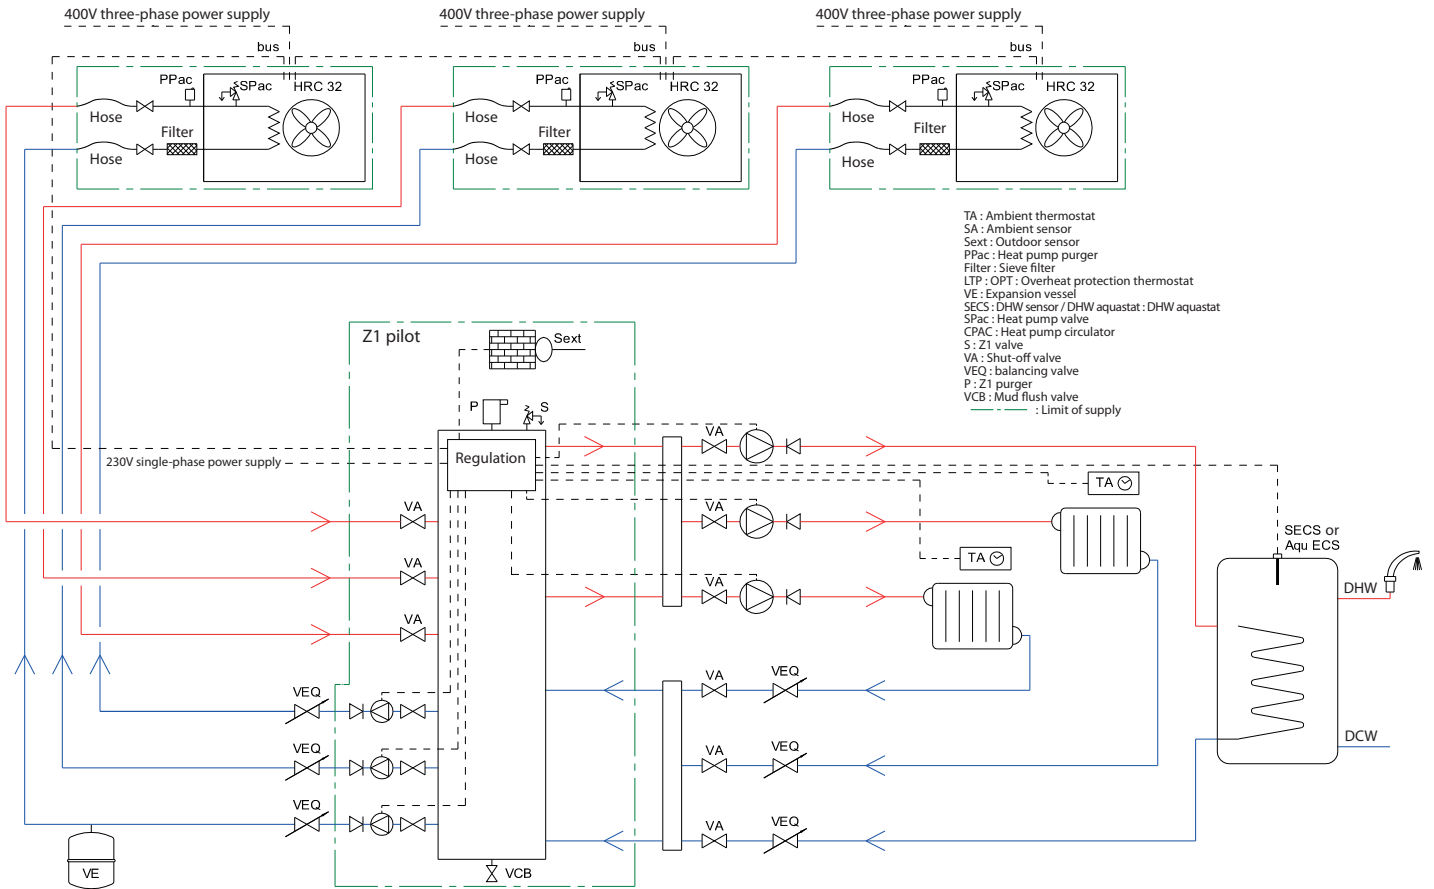 400V three-phase power supply
400V three-phase power supply
400V three-phase power supply
bus
bus
bus
PPac
SPac
HRC 32
PPac
SPac
HRC 32
PPac
SPac
HRC 32
Hose
Filter
Hose
Hose
Filter
Hose
Hose
Filter
Hose
TA : Ambient thermostat
SA : Ambient sensor
Sext : Outdoor sensor
PPac : Heat pump purger
Filter : Sieve filter
LTP : OPT : Overheat protection thermostat
VE : Expansion vessel
SECS : DHW sensor / DHW aquastat : DHW aquastat
SPac : Heat pump valve
CPAC : Heat pump circulator
S : Z1 valve
VA : Shut-off valve
VEQ : balancing valve
P : Z1 purger
VCB : Mud flush valve
: Limit of supply
Z1 pilot
Sext
P
S
VA
Regulation
230V single-phase power supply
TA
VA
VA
SECS or
Aqu ECS
TA
VA
VA
DHW
VA
VEQ
VA
VEQ
VA
VEQ
DCW
VEQ
VA
VEQ
VA
VEQ
VE
VCB